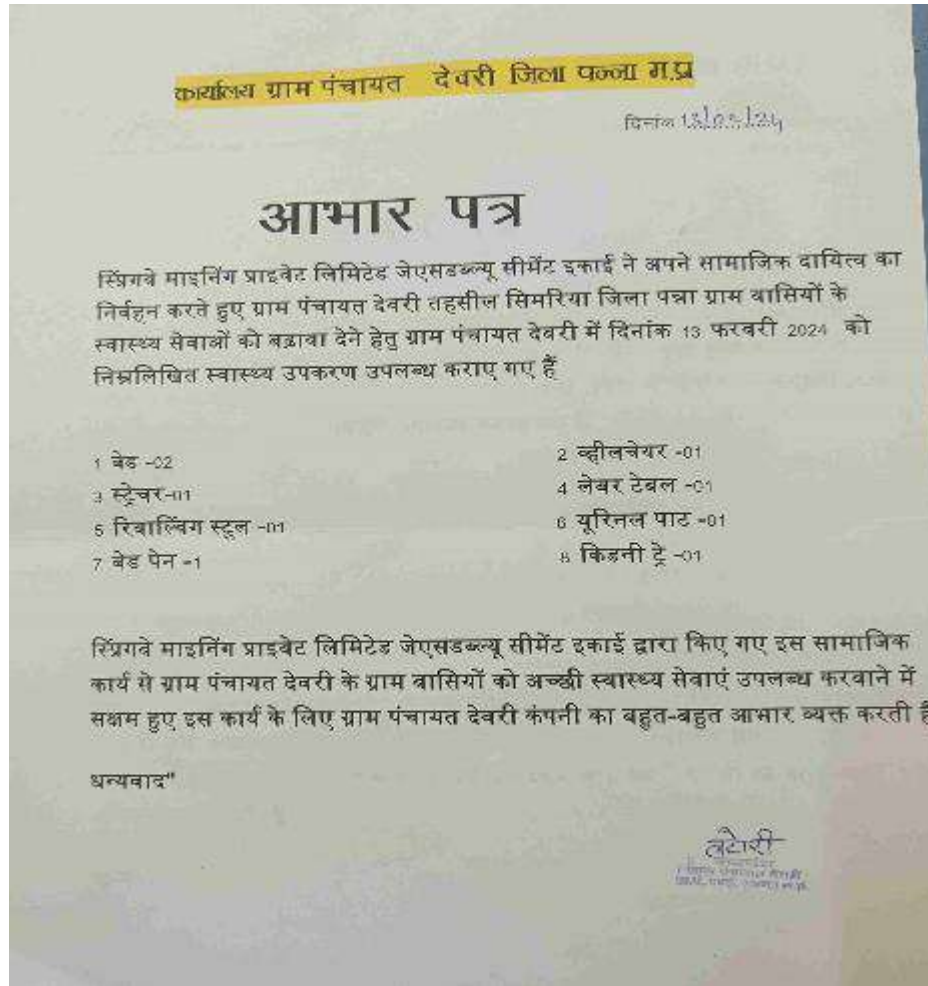 कार्यालय ग्राम पंचायत देवरी जिला पन्ना म.प्र
दिनांक 13/02/24
आभार पत्र
स्प्रिंगवे माइनिंग प्राइवेट लिमिटेड जेएसडब्ल्यू सीमेंट इकाई ने अपने सामाजिक दायित्व का
निर्वहन करते हुए ग्राम पंचायत देवरी तहसील सिमरिया जिला पन्ना ग्राम वासियों के
स्वास्थ्य सेवाओं को बढ़ावा देने हेतु ग्राम पंचायत देवरी में दिनांक 13 फरवरी 2024 को
निम्नलिखित स्वास्थ्य उपकरण उपलब्ध कराए गए हैं
1 बेड -02 2 व्हीलचेयर -01
3 स्ट्रेचर-01 4 लेबर टेबल -01
5 रिवाल्विंग स्टूल -01 6 यूरिनल पाट -01
7 बेड पेन -1 8 किडनी ट्रे -01
स्प्रिंगवे माइनिंग प्राइवेट लिमिटेड जेएसडब्ल्यू सीमेंट इकाई द्वारा किए गए इस सामाजिक
कार्य से ग्राम पंचायत देवरी के ग्राम वासियों को अच्छी स्वास्थ्य सेवाएं उपलब्ध करवाने में
सक्षम हुए इस कार्य के लिए ग्राम पंचायत देवरी कंपनी का बहुत-बहुत आभार व्यक्त करती है
धन्यवाद"